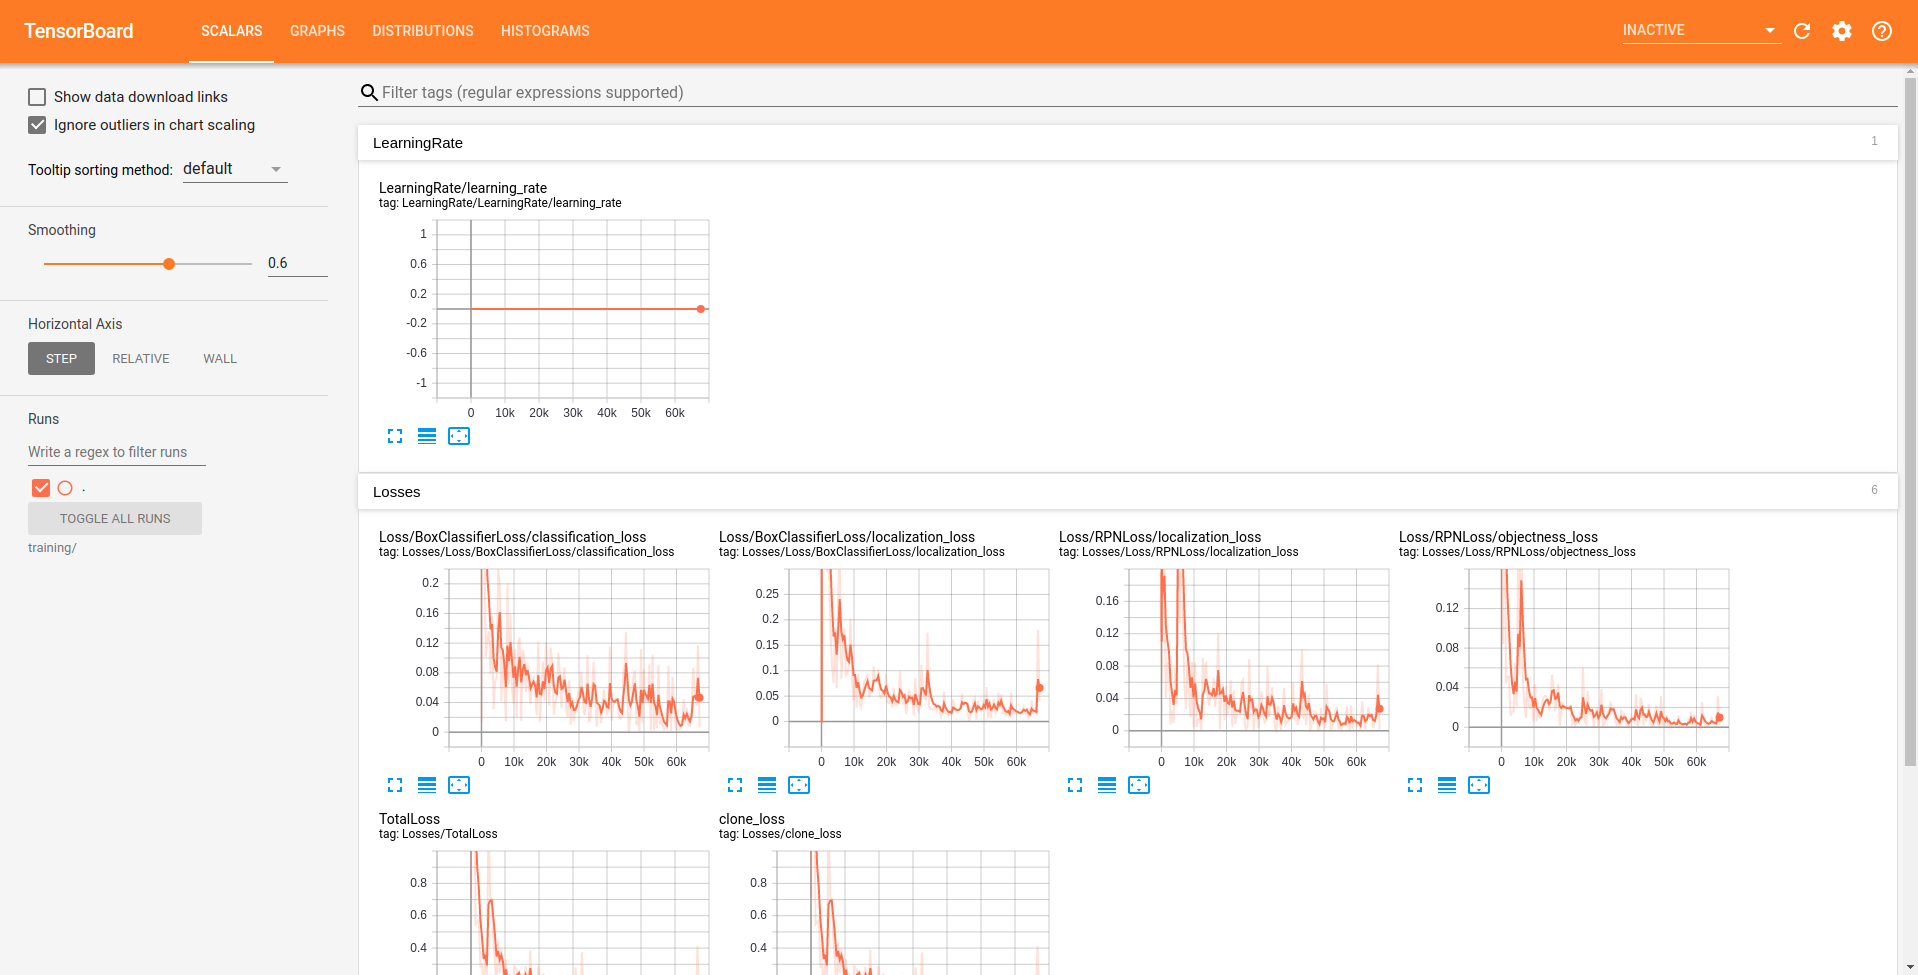 TensorBoard SCALARS GRAPHS DISTRIBUTIONS HISTOGRAMS INACTIVE
Show data download links
Ignore outliers in chart scaling
Tooltip sorting method: default
Smoothing
0.6
Horizontal Axis
STEP RELATIVE WALL
Runs
Write a regex to filter runs
.
TOGGLE ALL RUNS
training/
Filter tags (regular expressions supported)
LearningRate 1
LearningRate/learning_rate
tag: LearningRate/LearningRate/learning_rate
1
0.6
0.2
-0.2
-0.6
-1
0 10k 20k 30k 40k 50k 60k
Losses 6
Loss/BoxClassifierLoss/classification_loss
tag: Losses/Loss/BoxClassifierLoss/classification_loss
0.2
0.16
0.12
0.08
0.04
0
0 10k 20k 30k 40k 50k 60k
Loss/BoxClassifierLoss/localization_loss
tag: Losses/Loss/BoxClassifierLoss/localization_loss
0.25
0.2
0.15
0.1
0.05
0
0 10k 20k 30k 40k 50k 60k
Loss/RPNLoss/localization_loss
tag: Losses/Loss/RPNLoss/localization_loss
0.16
0.12
0.08
0.04
0
0 10k 20k 30k 40k 50k 60k
Loss/RPNLoss/objectness_loss
tag: Losses/Loss/RPNLoss/objectness_loss
0.12
0.08
0.04
0
0 10k 20k 30k 40k 50k 60k
TotalLoss
tag: Losses/TotalLoss
0.8
0.6
0.4
clone_loss
tag: Losses/clone_loss
0.8
0.6
0.4